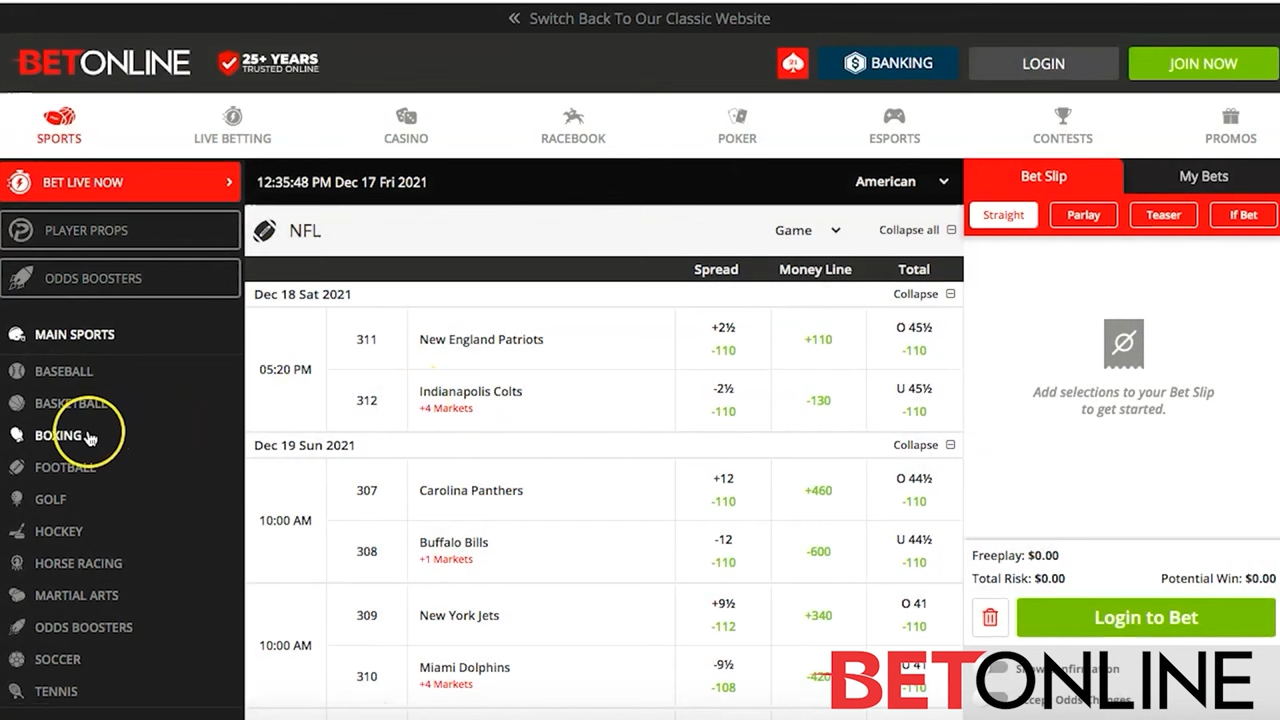 « Switch Back To Our Classic Website
BETONLINE
25+ YEARS
TRUSTED ONLINE
21
BANKING
LOGIN
JOIN NOW
SPORTS
LIVE BETTING
CASINO
RACEBOOK
POKER
ESPORTS
CONTESTS
PROMOS
BET LIVE NOW
PLAYER PROPS
ODDS BOOSTERS
MAIN SPORTS
BASEBALL
BASKETBALL
BOXING
FOOTBALL
GOLF
HOCKEY
HORSE RACING
MARTIAL ARTS
ODDS BOOSTERS
SOCCER
TENNIS
12:35:48 PM Dec 17 Fri 2021
American
NFL
Game
Collapse all
Spread Money Line Total
Dec 18 Sat 2021 Collapse
05:20 PM
311 New England Patriots +2½ -110 +110 O 45½ -110
312 Indianapolis Colts -2½ -110 -130 U 45½ -110
+4 Markets
Dec 19 Sun 2021 Collapse
10:00 AM
307 Carolina Panthers +12 -110 +460 O 44½ -110
308 Buffalo Bills -12 -110 -600 U 44½ -110
+1 Markets
10:00 AM
309 New York Jets +9½ -112 +340 O 41 -110
310 Miami Dolphins -9½ -108 -420 U 41 -110
+4 Markets
Bet Slip
My Bets
Straight
Parlay
Teaser
If Bet
Add selections to your Bet Slip
to get started.
Freeplay: $0.00
Total Risk: $0.00 Potential Win: $0.00
Login to Bet
Accept Odds Changes
BETONLINE